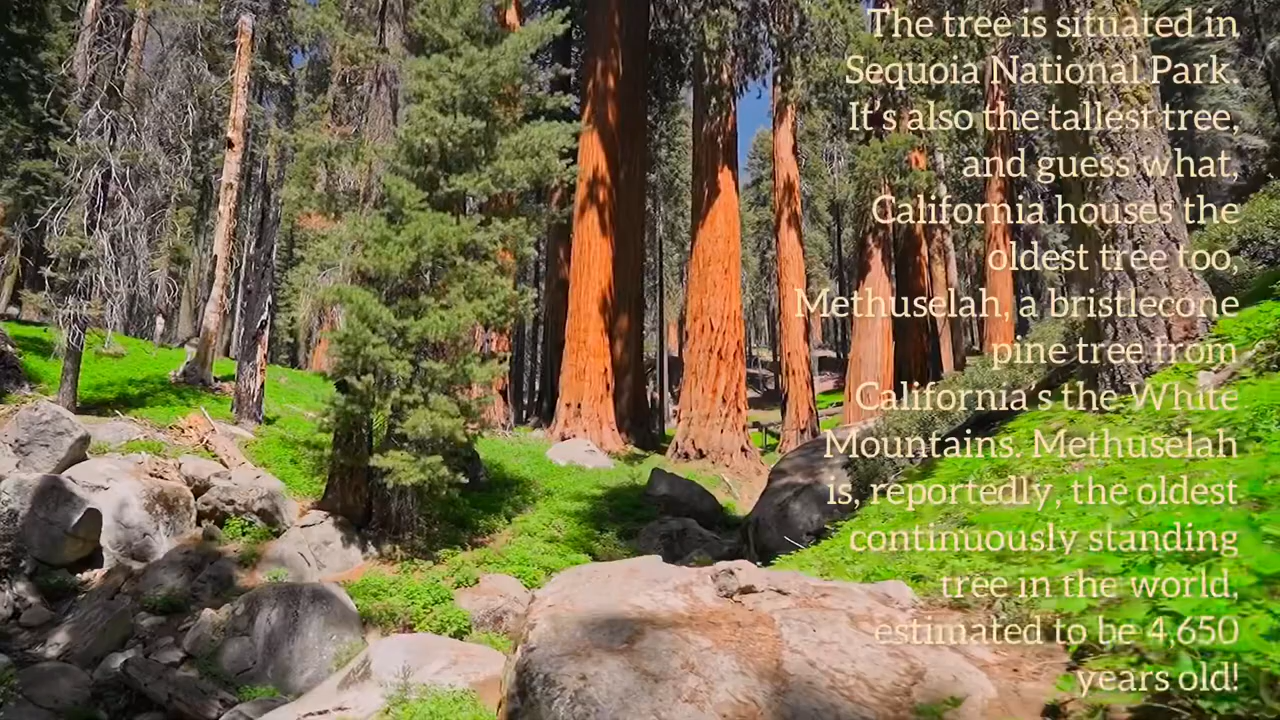 The tree is situated in
Sequoia National Park.
It's also the tallest tree,
and guess what,
California houses the
oldest tree too,
Methuselah, a bristlecone
pine tree from
California's the White
Mountains. Methuselah
is, reportedly, the oldest
continuously standing
tree in the world,
estimated to be 4,650
years old!